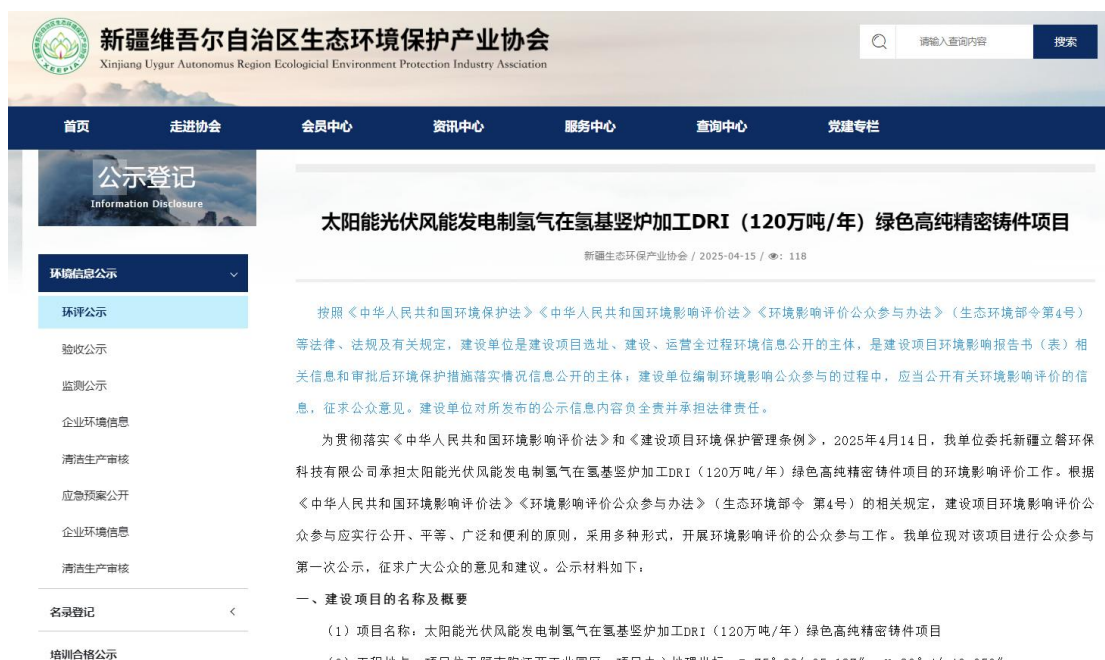 新疆维吾尔自治区生态环境保护产业协会
Xinjiang Uygur Autonomus Region Ecologicial Environment Protection Industry Assciation
XEEPIA
请输入查询内容
搜索
首页 走进协会 会员中心 资讯中心 服务中心 查询中心 党建专栏
公示登记
Information Disclosure
环境信息公示
环评公示
验收公示
监测公示
企业环境信息
清洁生产审核
应急预案公开
企业环境信息
清洁生产审核
名录登记
培训合格公示
太阳能光伏风能发电制氢气在氢基竖炉加工DRI（120万吨/年）绿色高纯精密铸件项目
新疆生态环保产业协会 / 2025-04-15 / : 118
按照《中华人民共和国环境保护法》《中华人民共和国环境影响评价法》《环境影响评价公众参与办法》（生态环境部令第4号）
等法律、法规及有关规定，建设单位是建设项目选址、建设、运营全过程环境信息公开的主体，是建设项目环境影响报告书（表）相
关信息和审批后环境保护措施落实情况信息公开的主体；建设单位编制环境影响公众参与的过程中，应当公开有关环境影响评价的信
息，征求公众意见。建设单位对所发布的公示信息内容负全责并承担法律责任。
为贯彻落实《中华人民共和国环境影响评价法》和《建设项目环境保护管理条例》，2025年4月14日，我单位委托新疆立磐环保
科技有限公司承担太阳能光伏风能发电制氢气在氢基竖炉加工DRI（120万吨/年）绿色高纯精密铸件项目的环境影响评价工作。根据
《中华人民共和国环境影响评价法》《环境影响评价公众参与办法》（生态环境部令 第4号）的相关规定，建设项目环境影响评价公
众参与应实行公开、平等、广泛和便利的原则，采用多种形式，开展环境影响评价的公众参与工作。我单位现对该项目进行公众参与
第一次公示，征求广大公众的意见和建议。公示材料如下：
一、建设项目的名称及概要
（1）项目名称：太阳能光伏风能发电制氢气在氢基竖炉加工DRI（120万吨/年）绿色高纯精密铸件项目